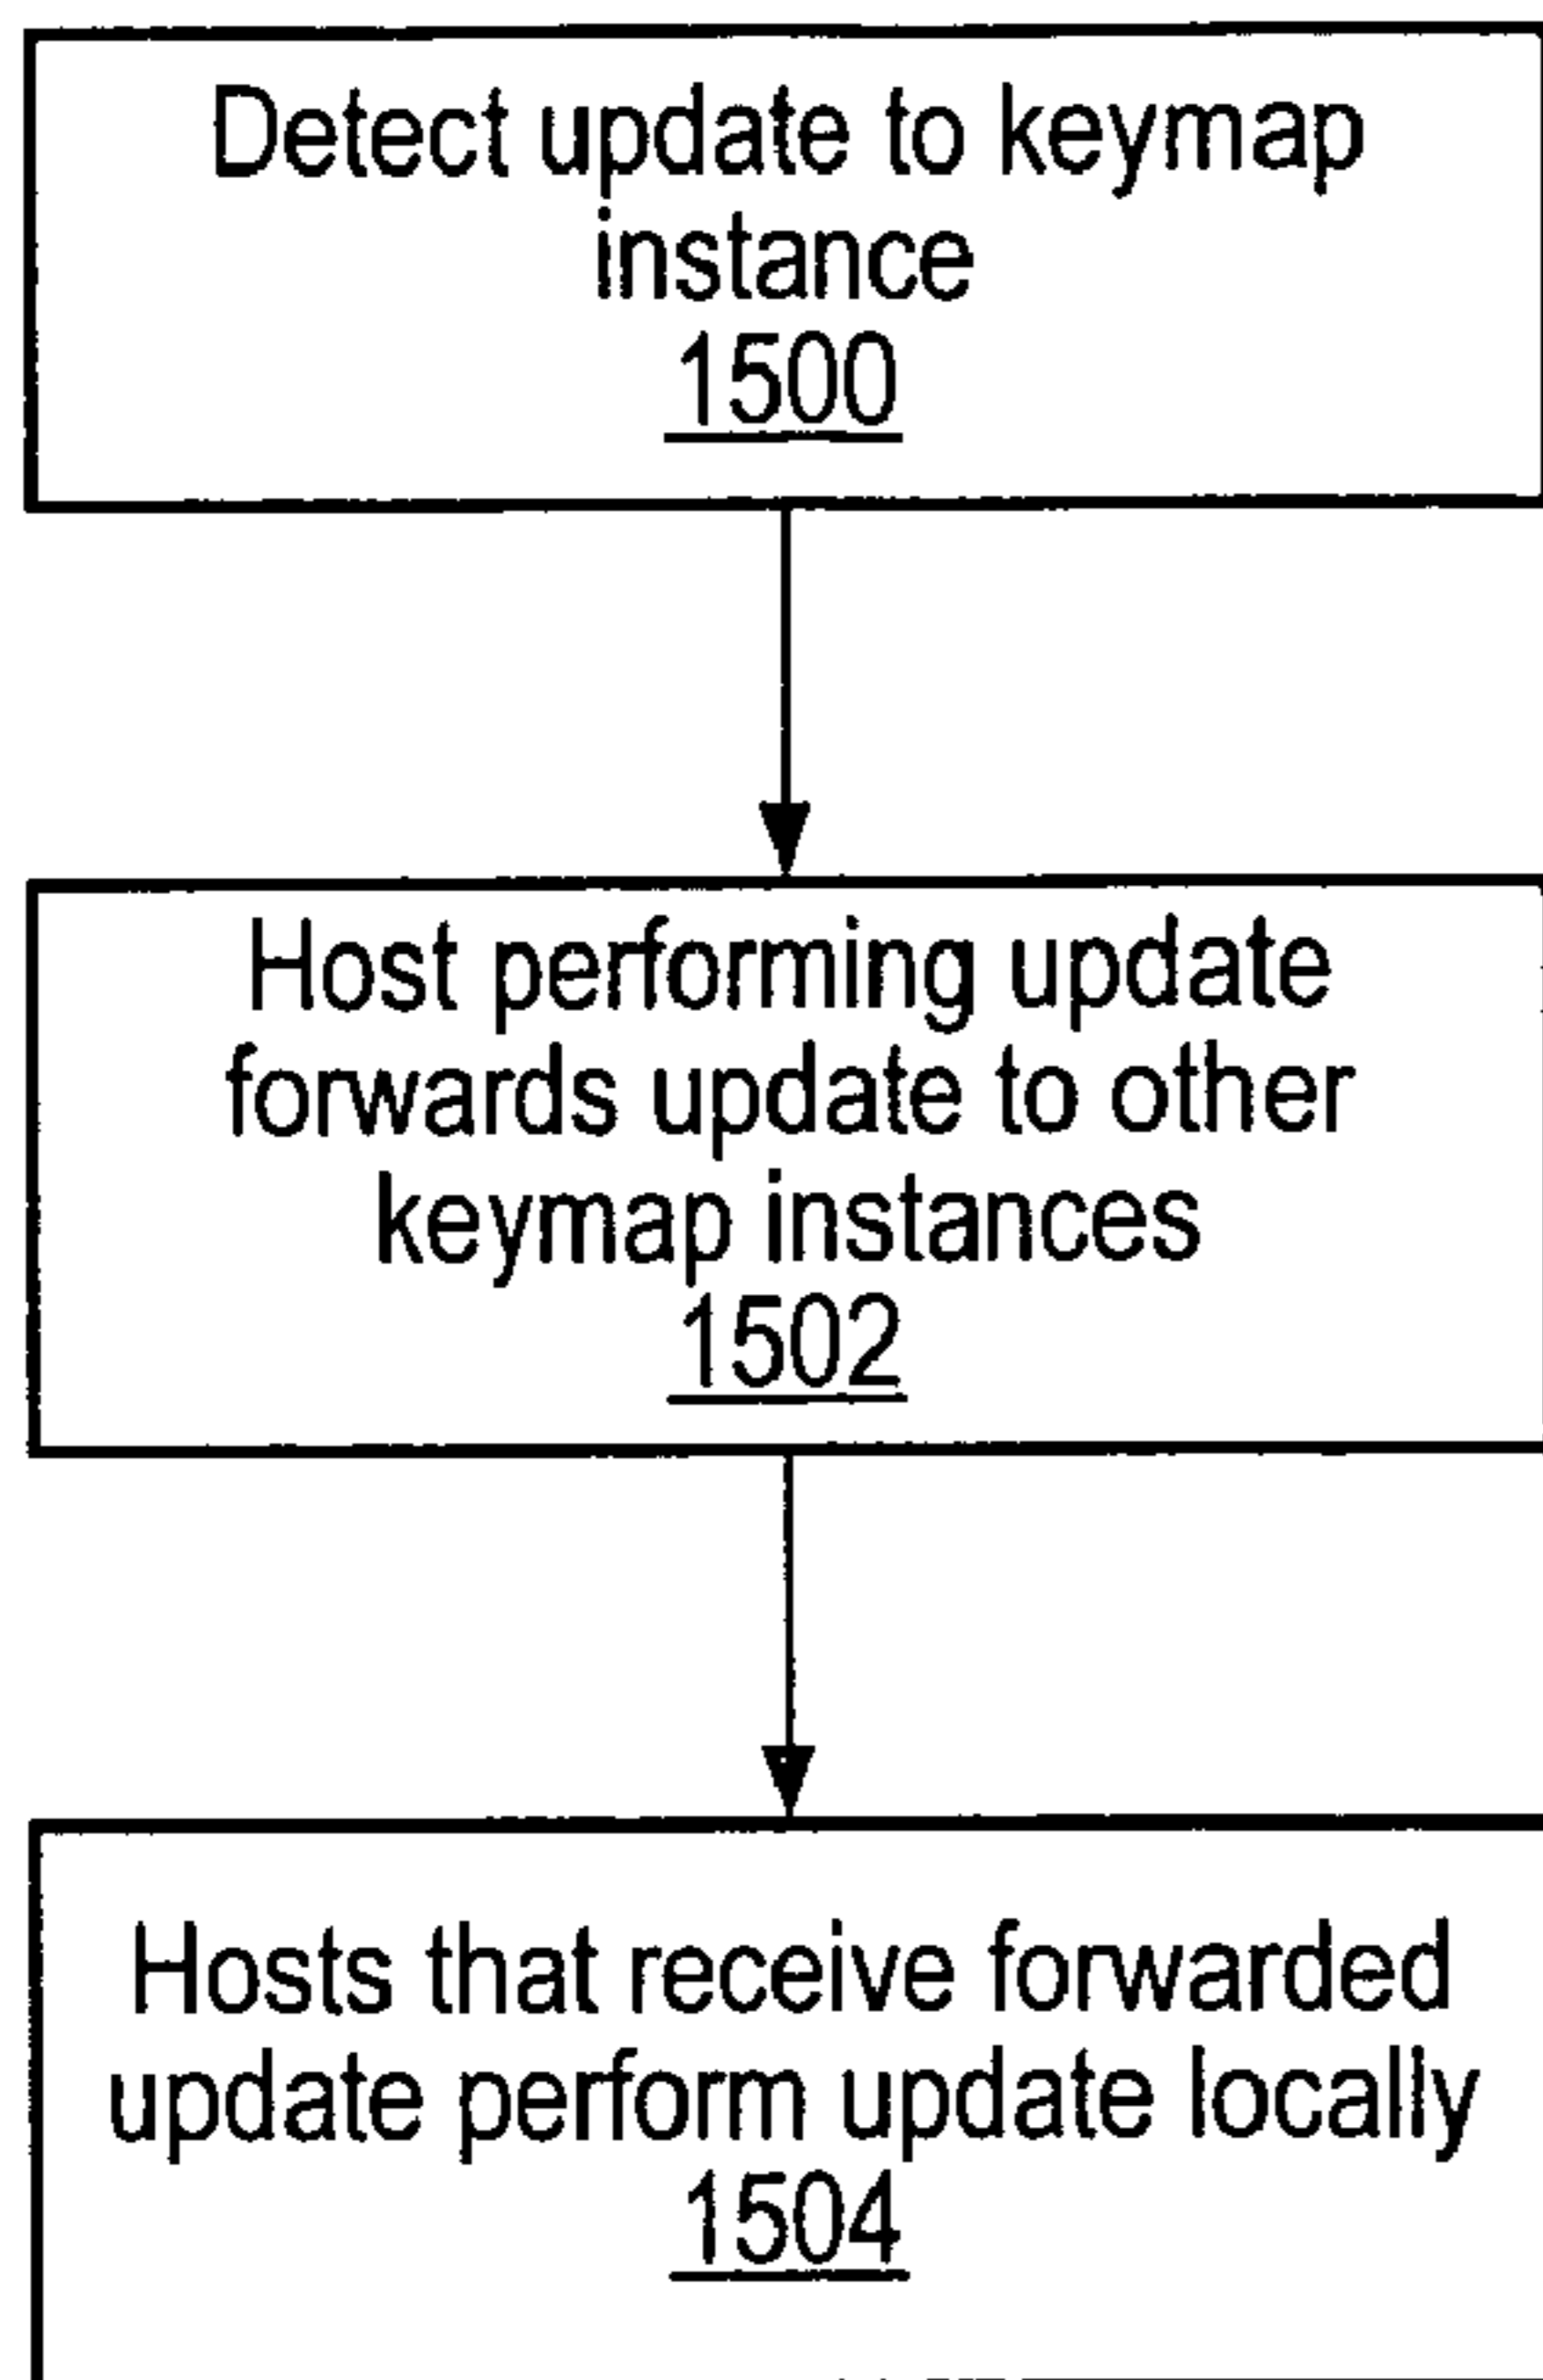 Detect update to keymap
instance
1500
Host performing update
forwards update to other
keymap instances
1502
Hosts that receive forwarded
update perform update locally
1504